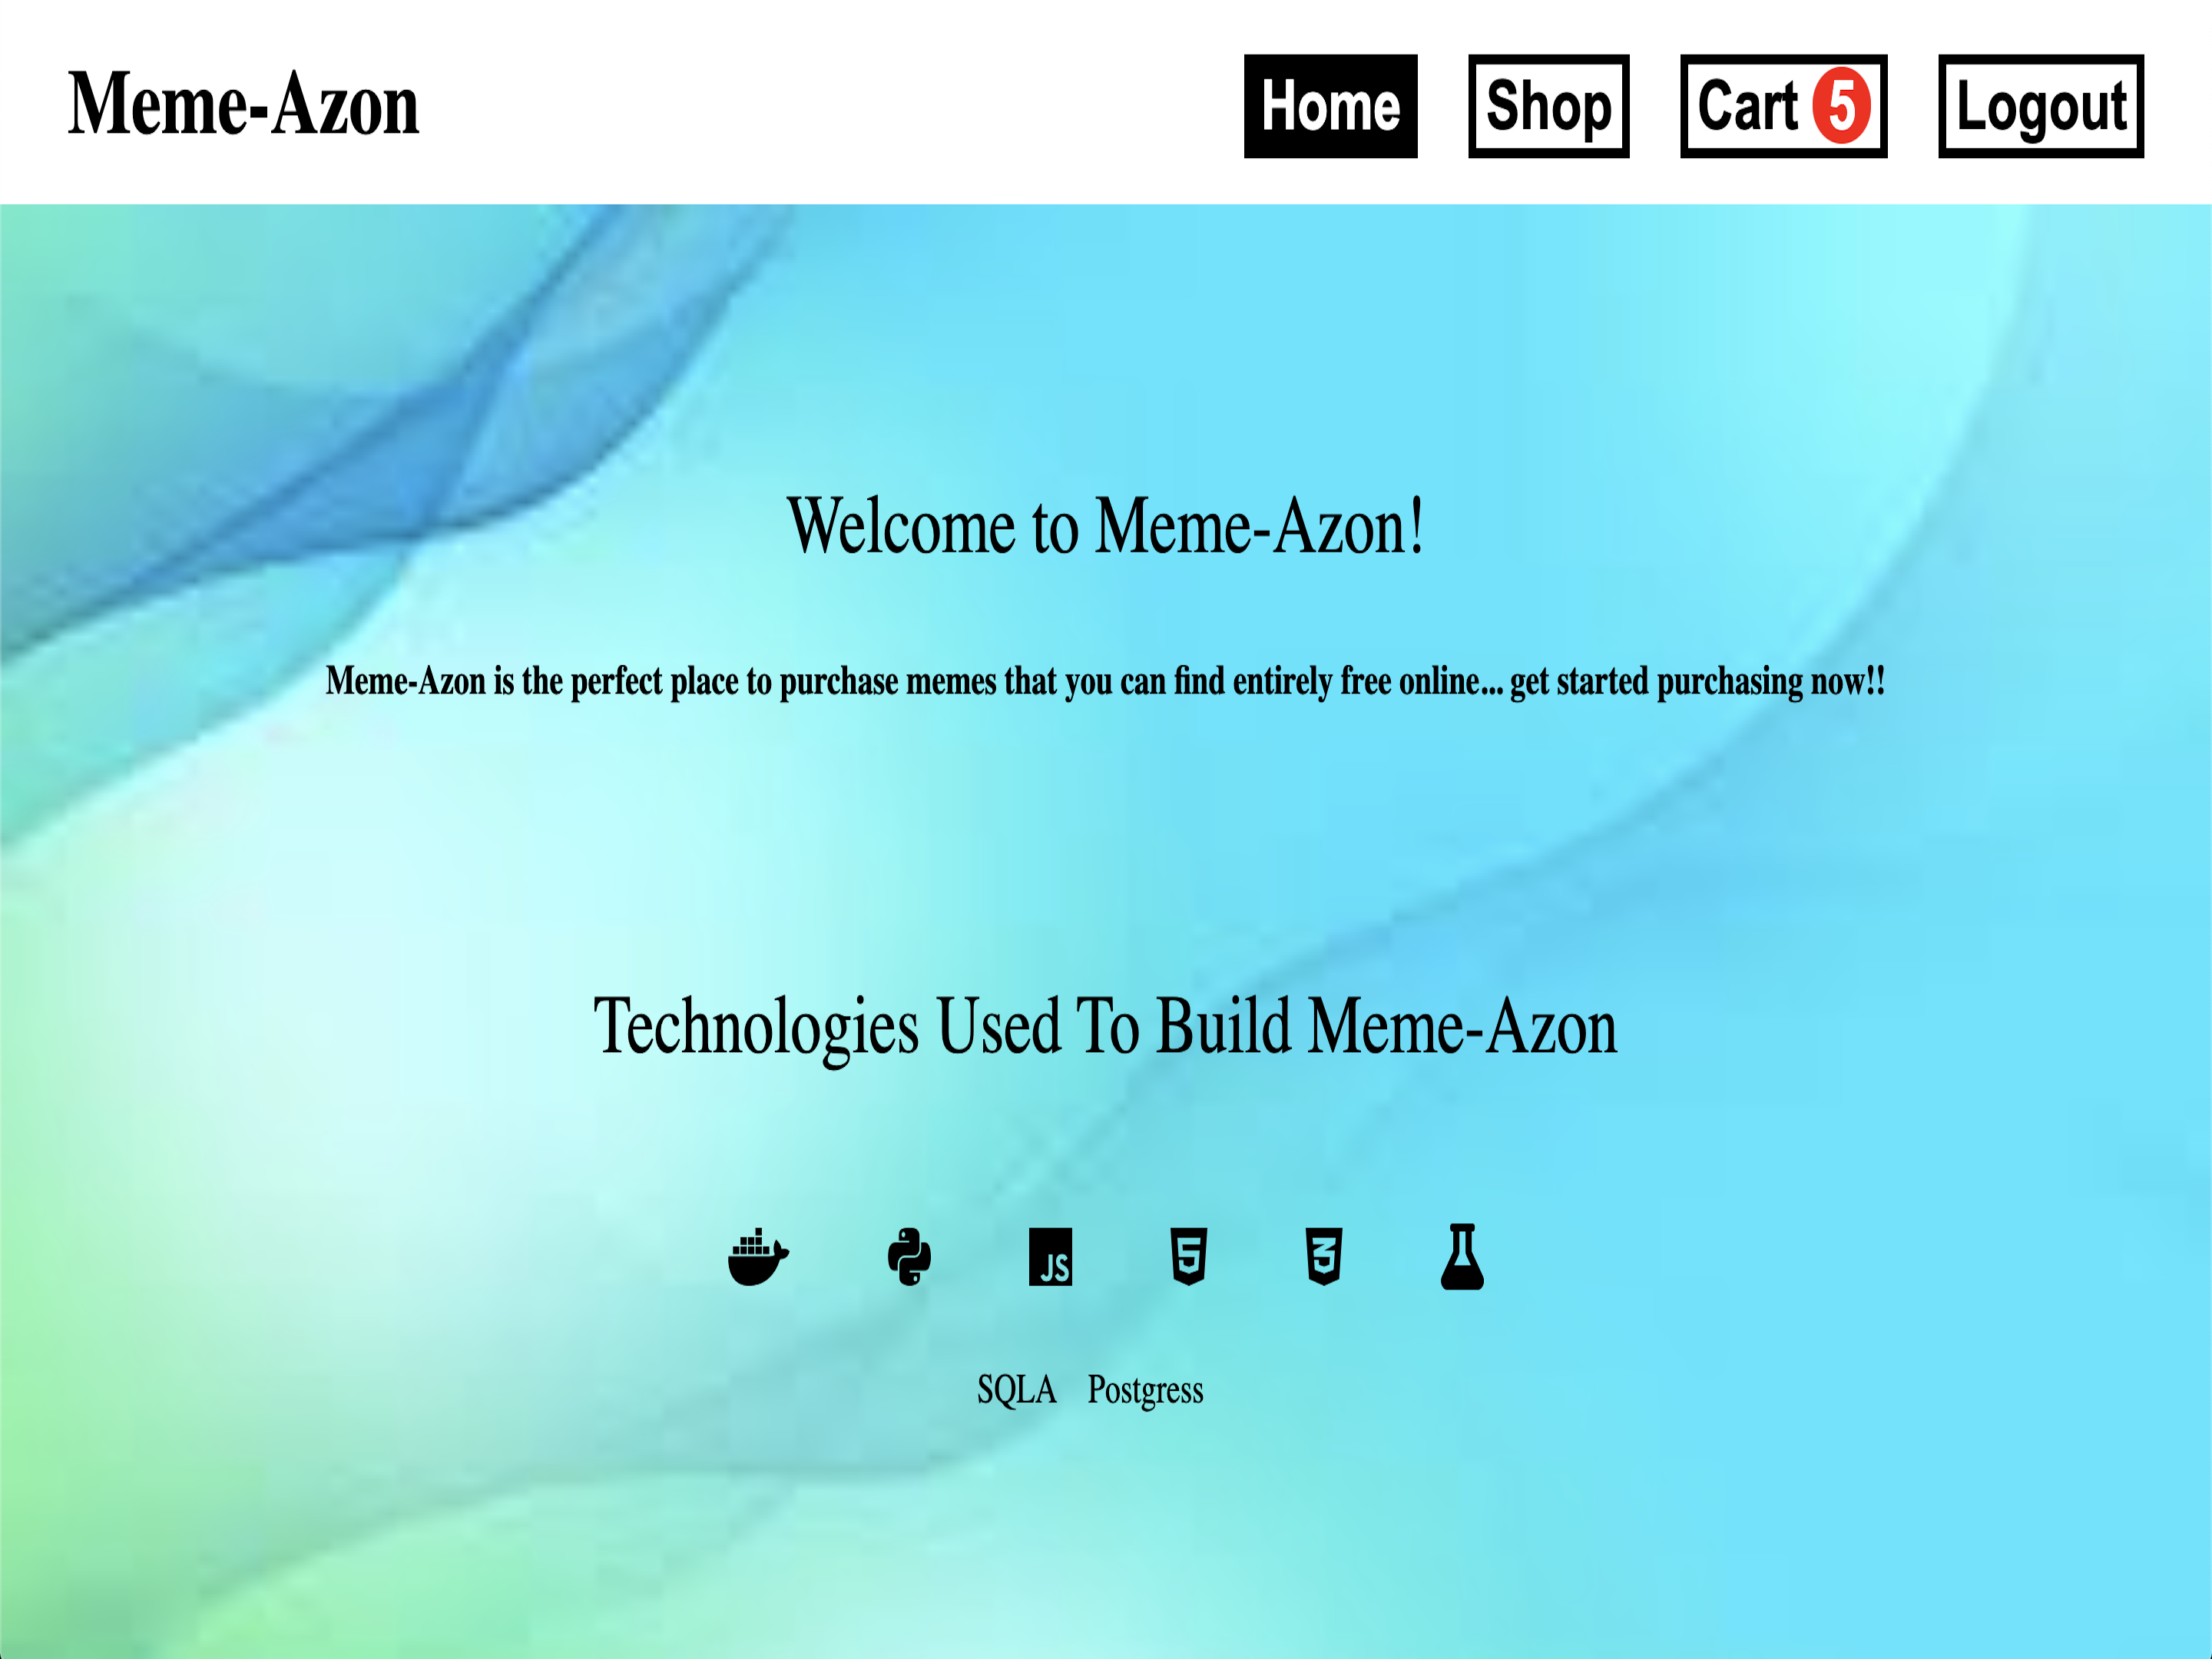 Meme-Azon Home Shop Cart 5 Logout
Welcome to Meme-Azon!
Meme-Azon is the perfect place to purchase memes that you can find entirely free online... get started purchasing now!!
Technologies Used To Build Meme-Azon
JS 5 3
SQLA Postgress